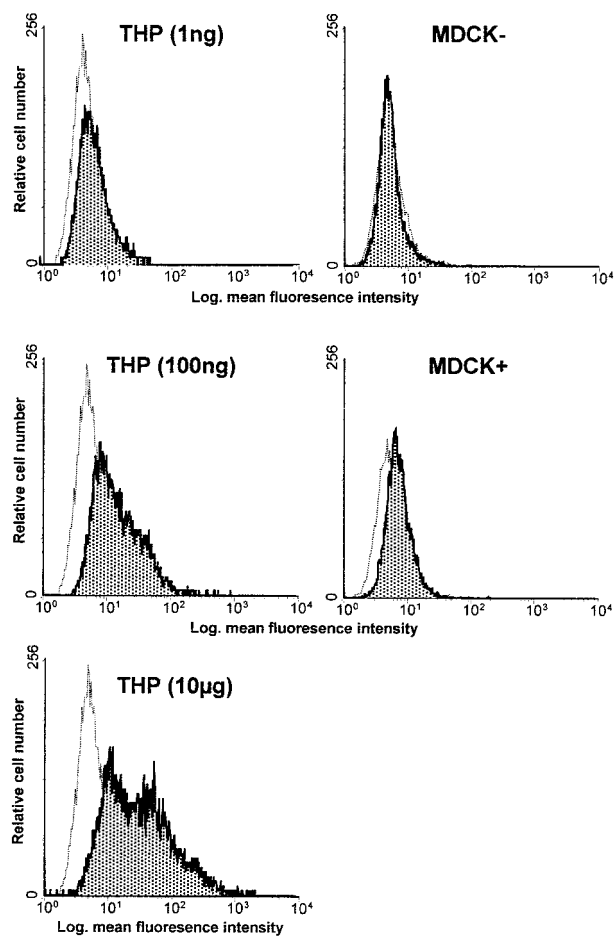 THP (1ng)
256
Relative cell number
0
10^0 10^1 10^2 10^3 10^4
Log. mean fluoresence intensity
MDCK-
256
0
10^0 10^1 10^2 10^3 10^4
Log. mean fluoresence intensity
THP (100ng)
256
Relative cell number
0
10^0 10^1 10^2 10^3 10^4
Log. mean fluoresence intensity
MDCK+
256
0
10^0 10^1 10^2 10^3 10^4
Log. mean fluoresence intensity
THP (10µg)
256
Relative cell number
0
10^0 10^1 10^2 10^3 10^4
Log. mean fluoresence intensity